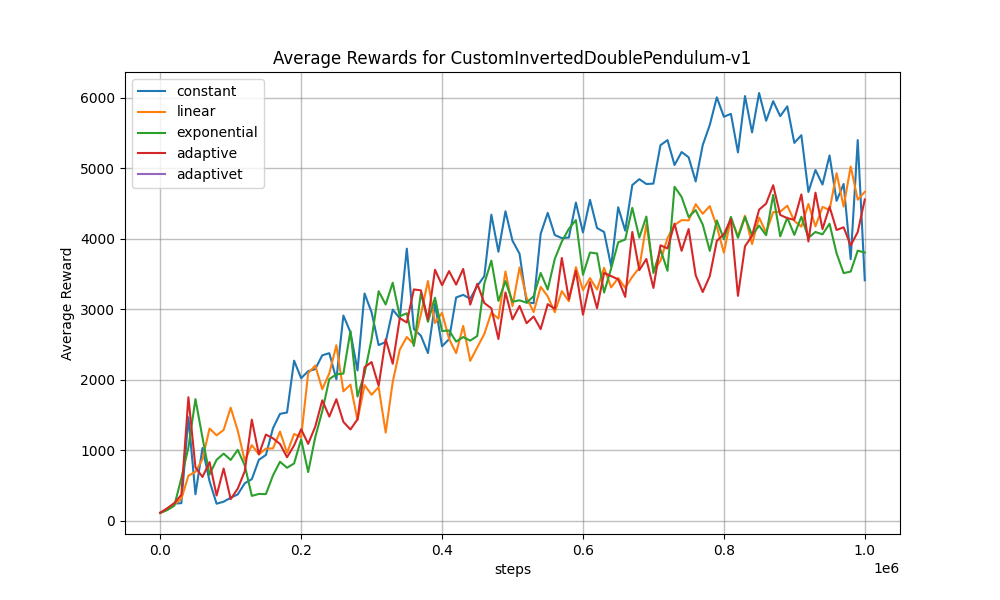 Average Rewards for CustomInvertedDoublePendulum-v1
constant
linear
exponential
adaptive
adaptivet
6000
5000
4000
3000
2000
1000
0
Average Reward
0.0 0.2 0.4 0.6 0.8 1.0
steps
1e6